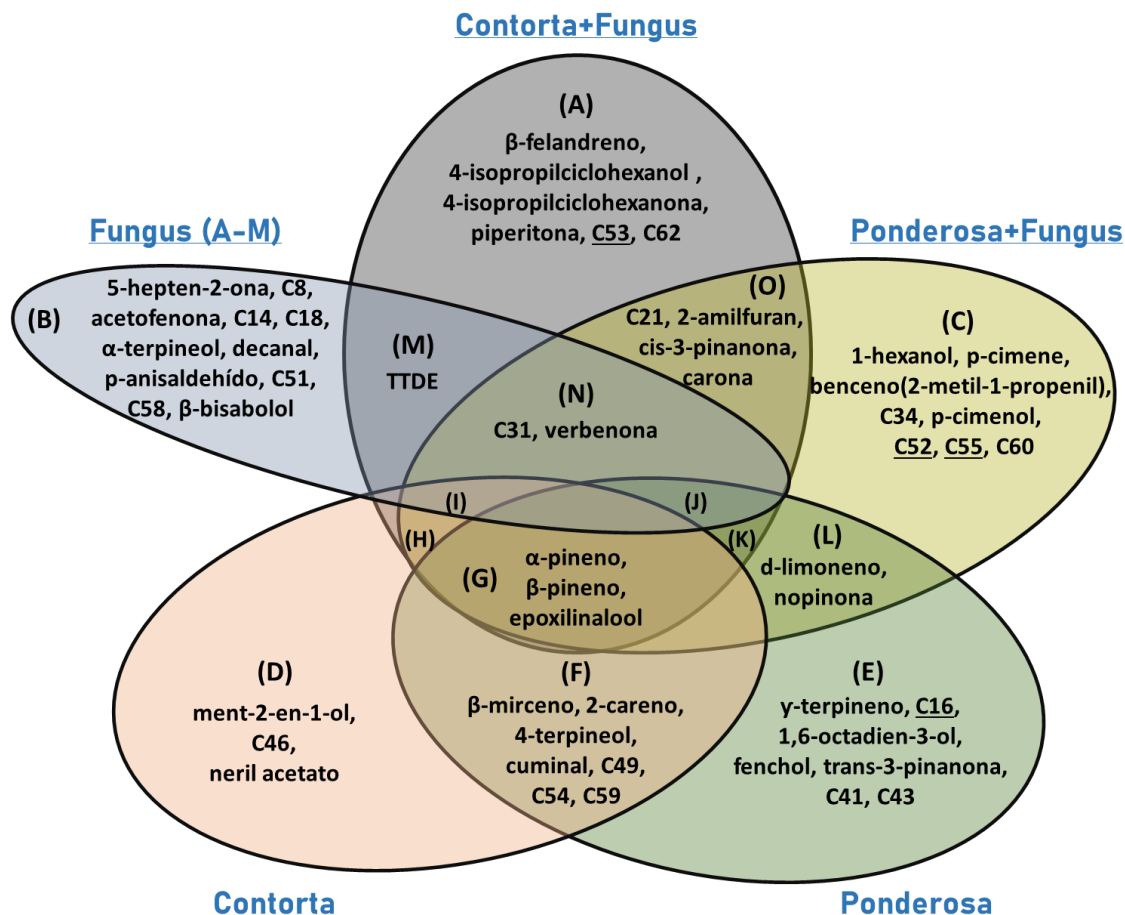 Contorta+Fungus
(A)
β-felandreno,
4-isopropilciclohexanol ,
4-isopropilciclohexanona,
piperitona, C53, C62
Fungus (A-M)
(B)
5-hepten-2-ona, C8,
acetofenona, C14, C18,
α-terpineol, decanal,
p-anisaldehído, C51,
C58, β-bisabolol
(M)
TTDE
(N)
C31, verbenona
(O)
C21, 2-amilfuran,
cis-3-pinanona,
carona
Ponderosa+Fungus
(C)
1-hexanol, p-cimene,
benceno(2-metil-1-propenil),
C34, p-cimenol,
C52, C55, C60
(I)
(J)
(H)
(K)
(L)
d-limoneno,
nopinona
(G)
α-pineno,
β-pineno,
epoxilinalool
(D)
ment-2-en-1-ol,
C46,
neril acetato
(F)
β-mirceno, 2-careno,
4-terpineol,
cuminal, C49,
C54, C59
(E)
y-terpineno, C16,
1,6-octadien-3-ol,
fenchol, trans-3-pinanona,
C41, C43
Contorta
Ponderosa